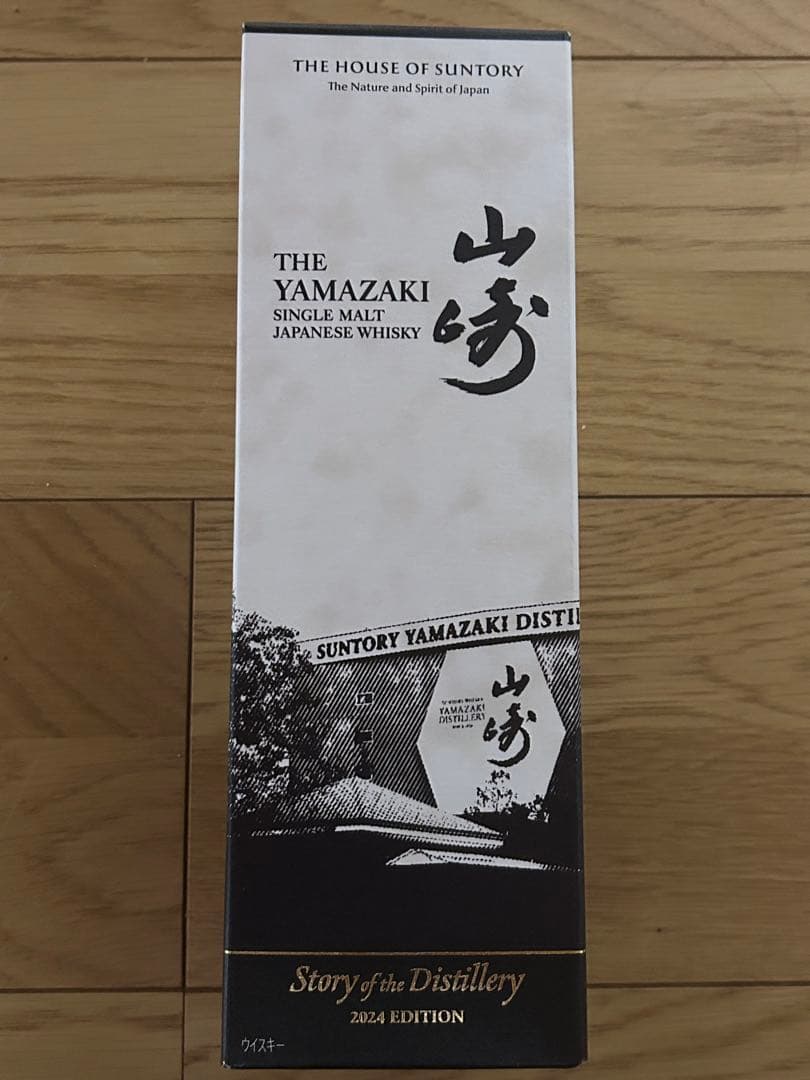 THE HOUSE OF SUNTORY
The Nature and Spirit of Japan
山崎
THE
YAMAZAKI
SINGLE MALT
JAPANESE WHISKY
SUNTORY YAMAZAKI DISTIL
山崎
YAMAZAKI
DISTILLERY
Story of the Distillery
2024 EDITION
ウイスキー